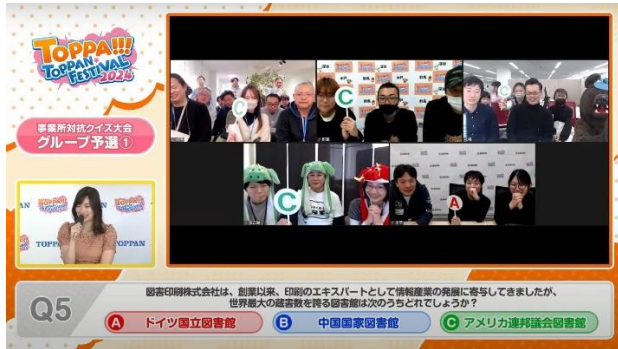 TOPPA!!!
TOPPAN FESTIVAL
2024
事業所対抗クイズ大会
グループ予選①
C
C
C
C
A
TOPPAN
Q5
図書印刷株式会社は、創業以来、印刷のエキスパートとして情報産業の発展に寄与してきましたが、
世界最大の蔵書数を誇る図書館は次のうちどれでしょうか？
A ドイツ国立図書館
B 中国国家図書館
C アメリカ連邦議会図書館